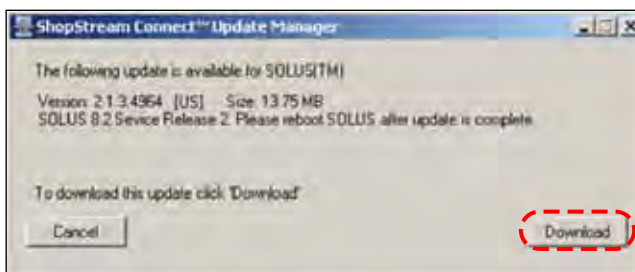 ShopStream Connect™ Update Manager
The following update is available for SOLUS(TM)
Version: 2.1.3.4964 [US] Size: 13.75 MB
SOLUS 8.2 Sevice Release 2. Please reboot SOLUS after update is complete.
To download this update click 'Download'
Cancel
Download